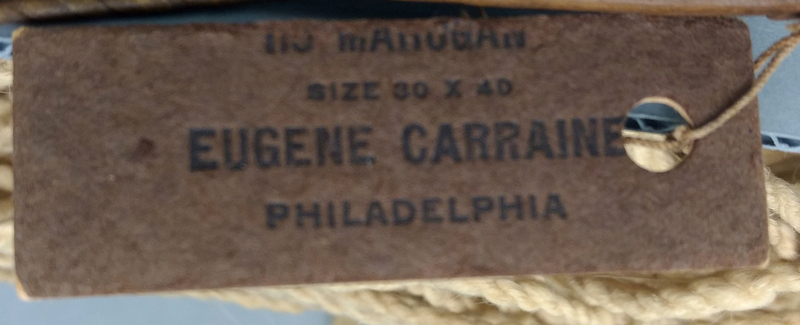 SIZE 30 X 40
EUGENE CARRAINE
PHILADELPHIA